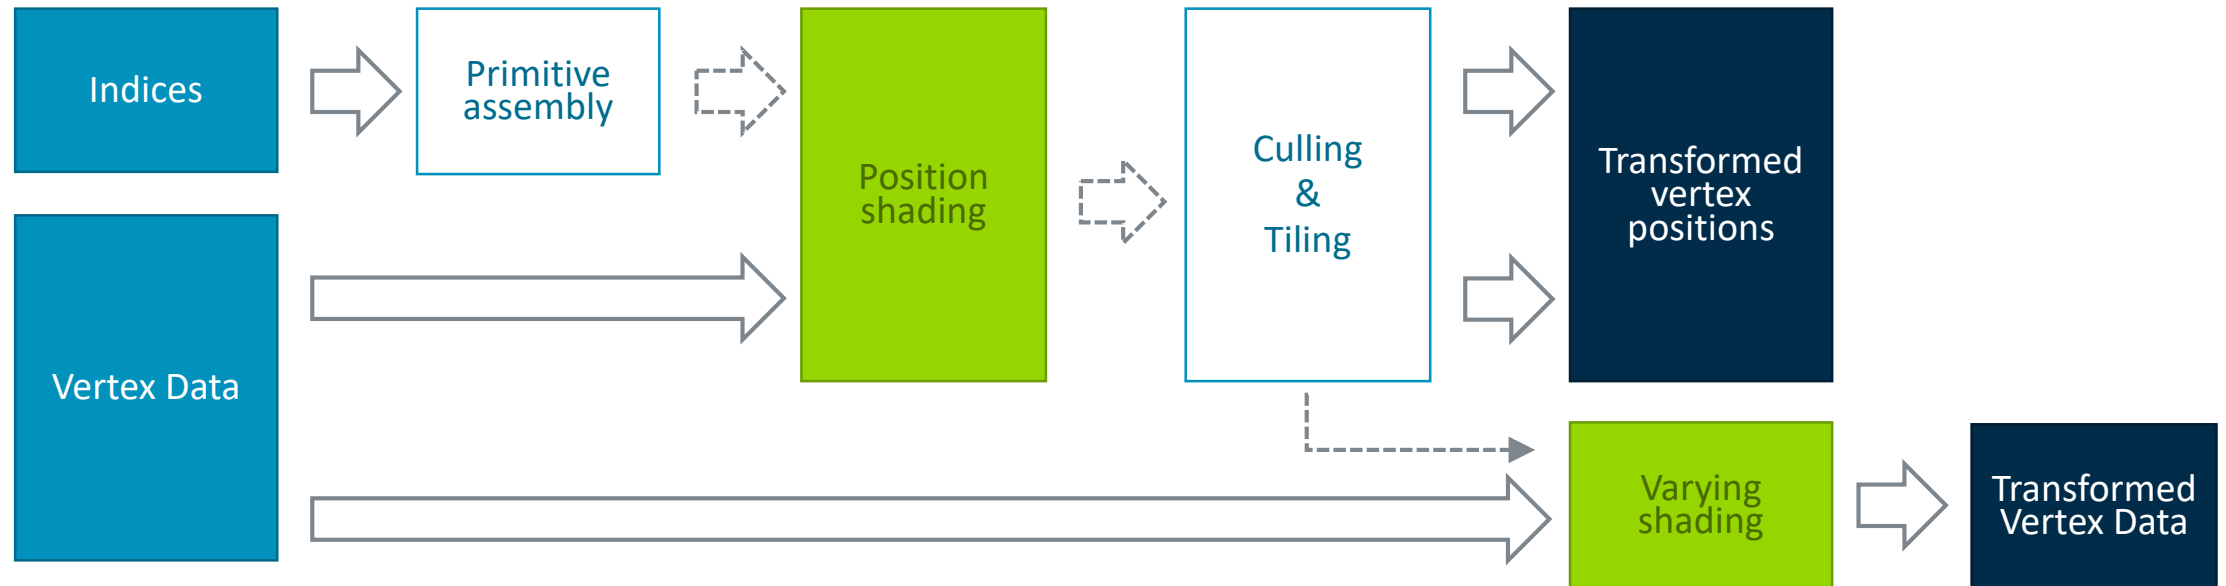 Indices
Primitive
assembly
Position
shading
Culling
&
Tiling
Transformed
vertex
positions
Vertex Data
Varying
shading
Transformed
Vertex Data